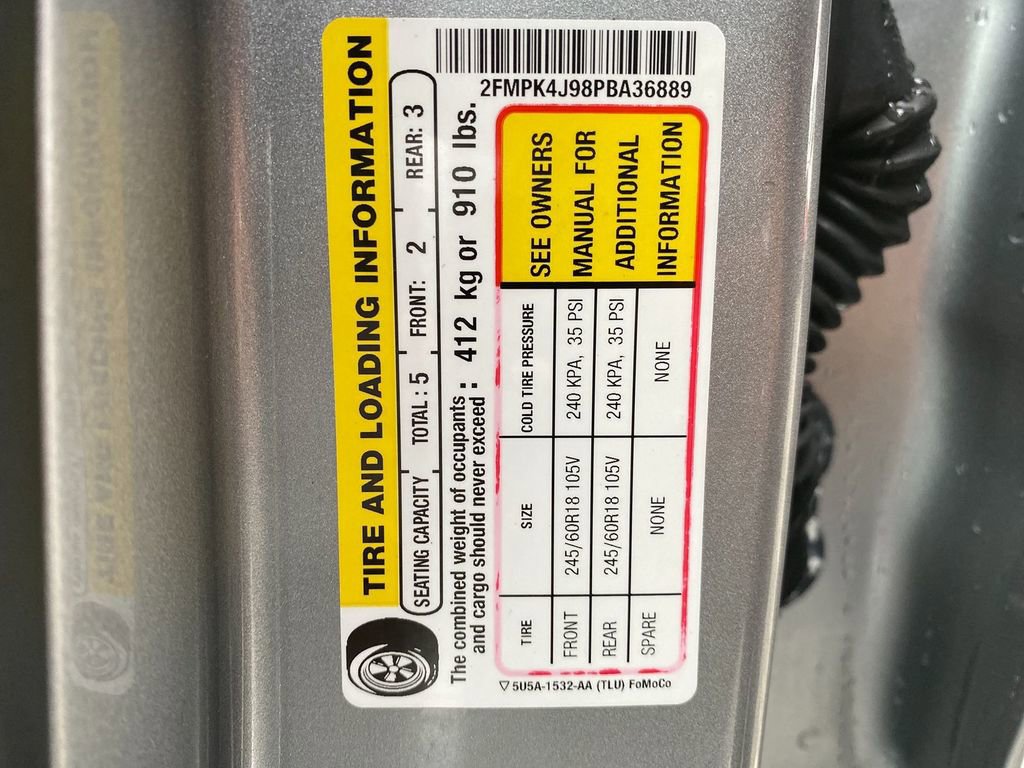 TIRE AND LOADING INFORMATION
SEATING CAPACITY TOTAL : 5 FRONT: 2 REAR: 3
The combined weight of occupants
and cargo should never exceed : 412 kg or 910 lbs.
2FMPK4J98PBA36889
TIRE SIZE COLD TIRE PRESSURE
FRONT 245/60R18 105V 240 KPA, 35 PSI
REAR 245/60R18 105V 240 KPA, 35 PSI
SPARE NONE NONE
SEE OWNERS
MANUAL FOR
ADDITIONAL
INFORMATION
▽ 5U5A-1532-AA (TLU) FoMoCo